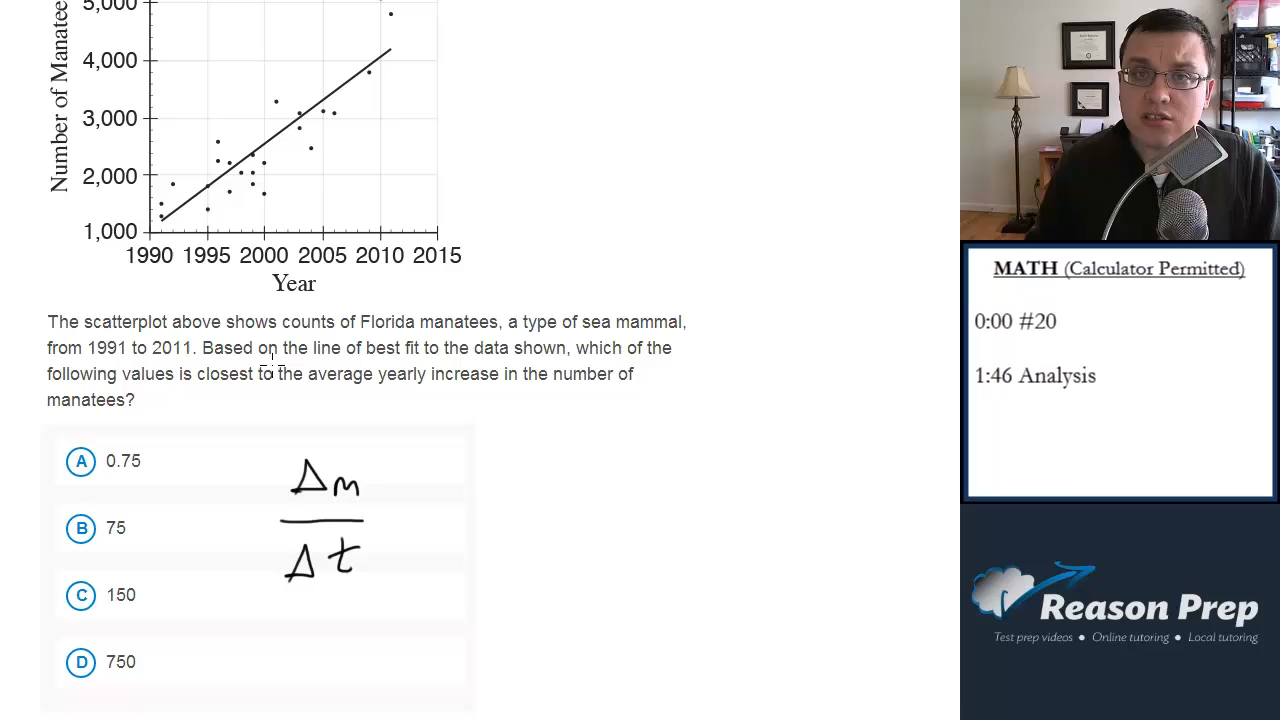 5,000
4,000
3,000
2,000
1,000
Number of Manatee
1990 1995 2000 2005 2010 2015
Year
The scatterplot above shows counts of Florida manatees, a type of sea mammal,
from 1991 to 2011. Based on the line of best fit to the data shown, which of the
following values is closest to the average yearly increase in the number of
manatees?
A 0.75
B 75
C 150
D 750
Δm
Δt
MATH (Calculator Permitted)
0:00 #20
1:46 Analysis
Reason Prep
Test prep videos ● Online tutoring ● Local tutoring